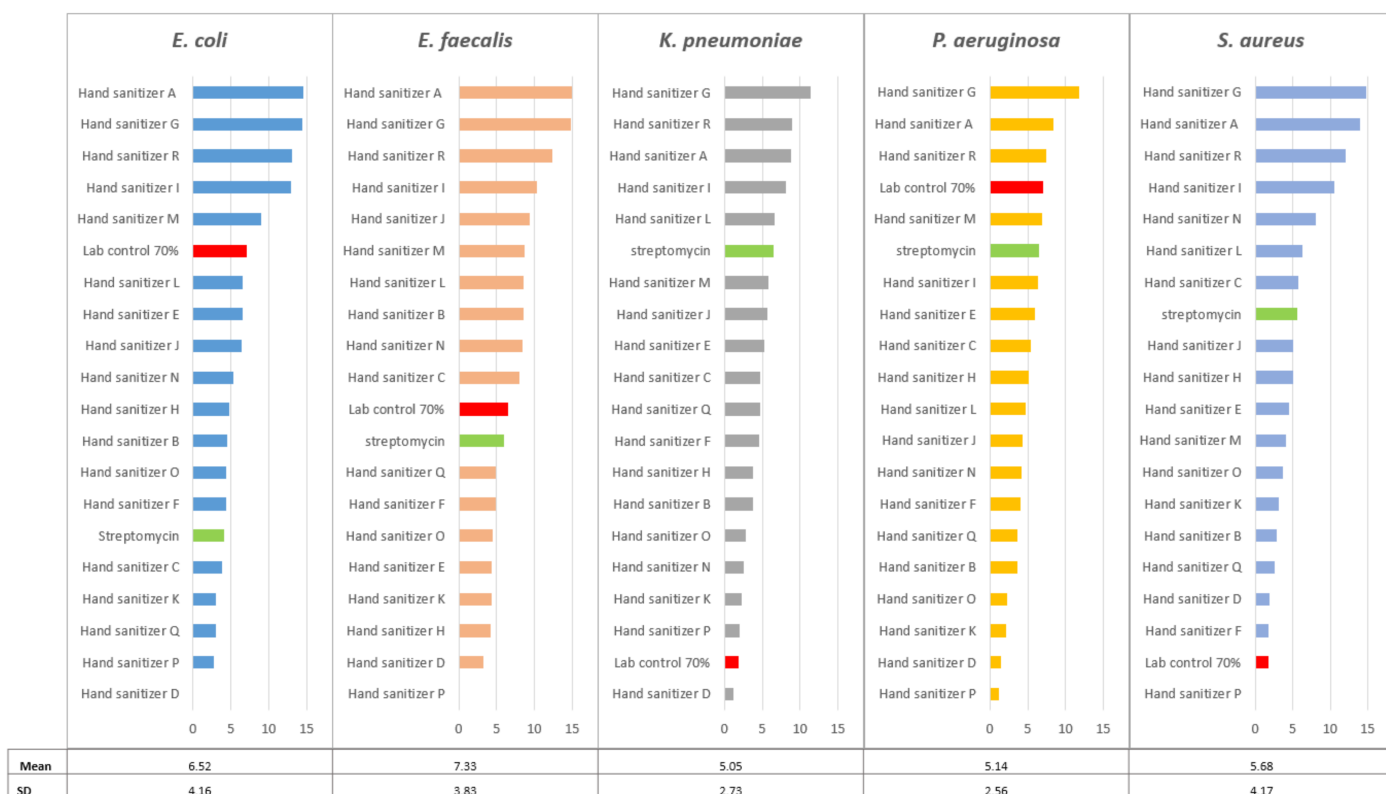 E. coli
Hand sanitizer A
Hand sanitizer G
Hand sanitizer R
Hand sanitizer I
Hand sanitizer M
Lab control 70%
Hand sanitizer L
Hand sanitizer E
Hand sanitizer J
Hand sanitizer N
Hand sanitizer H
Hand sanitizer B
Hand sanitizer O
Hand sanitizer F
Streptomycin
Hand sanitizer C
Hand sanitizer K
Hand sanitizer Q
Hand sanitizer P
Hand sanitizer D
0 5 10 15
E. faecalis
Hand sanitizer A
Hand sanitizer G
Hand sanitizer R
Hand sanitizer I
Hand sanitizer J
Hand sanitizer M
Hand sanitizer L
Hand sanitizer B
Hand sanitizer N
Hand sanitizer C
Lab control 70%
streptomycin
Hand sanitizer Q
Hand sanitizer F
Hand sanitizer O
Hand sanitizer E
Hand sanitizer K
Hand sanitizer H
Hand sanitizer D
Hand sanitizer P
0 5 10 15
K. pneumoniae
Hand sanitizer G
Hand sanitizer R
Hand sanitizer A
Hand sanitizer I
Hand sanitizer L
streptomycin
Hand sanitizer M
Hand sanitizer J
Hand sanitizer E
Hand sanitizer C
Hand sanitizer Q
Hand sanitizer F
Hand sanitizer H
Hand sanitizer B
Hand sanitizer O
Hand sanitizer N
Hand sanitizer K
Hand sanitizer P
Lab control 70%
Hand sanitizer D
0 5 10 15
P. aeruginosa
Hand sanitizer G
Hand sanitizer A
Hand sanitizer R
Lab control 70%
Hand sanitizer M
streptomycin
Hand sanitizer I
Hand sanitizer E
Hand sanitizer C
Hand sanitizer H
Hand sanitizer L
Hand sanitizer J
Hand sanitizer N
Hand sanitizer F
Hand sanitizer Q
Hand sanitizer B
Hand sanitizer O
Hand sanitizer K
Hand sanitizer D
Hand sanitizer P
0 5 10 15
S. aureus
Hand sanitizer G
Hand sanitizer A
Hand sanitizer R
Hand sanitizer I
Hand sanitizer N
Hand sanitizer L
Hand sanitizer C
streptomycin
Hand sanitizer J
Hand sanitizer H
Hand sanitizer E
Hand sanitizer M
Hand sanitizer O
Hand sanitizer K
Hand sanitizer B
Hand sanitizer Q
Hand sanitizer D
Hand sanitizer F
Lab control 70%
Hand sanitizer P
0 5 10 15
Mean 6.52 7.33 5.05 5.14 5.68
SD 4.16 3.83 2.73 2.56 4.17